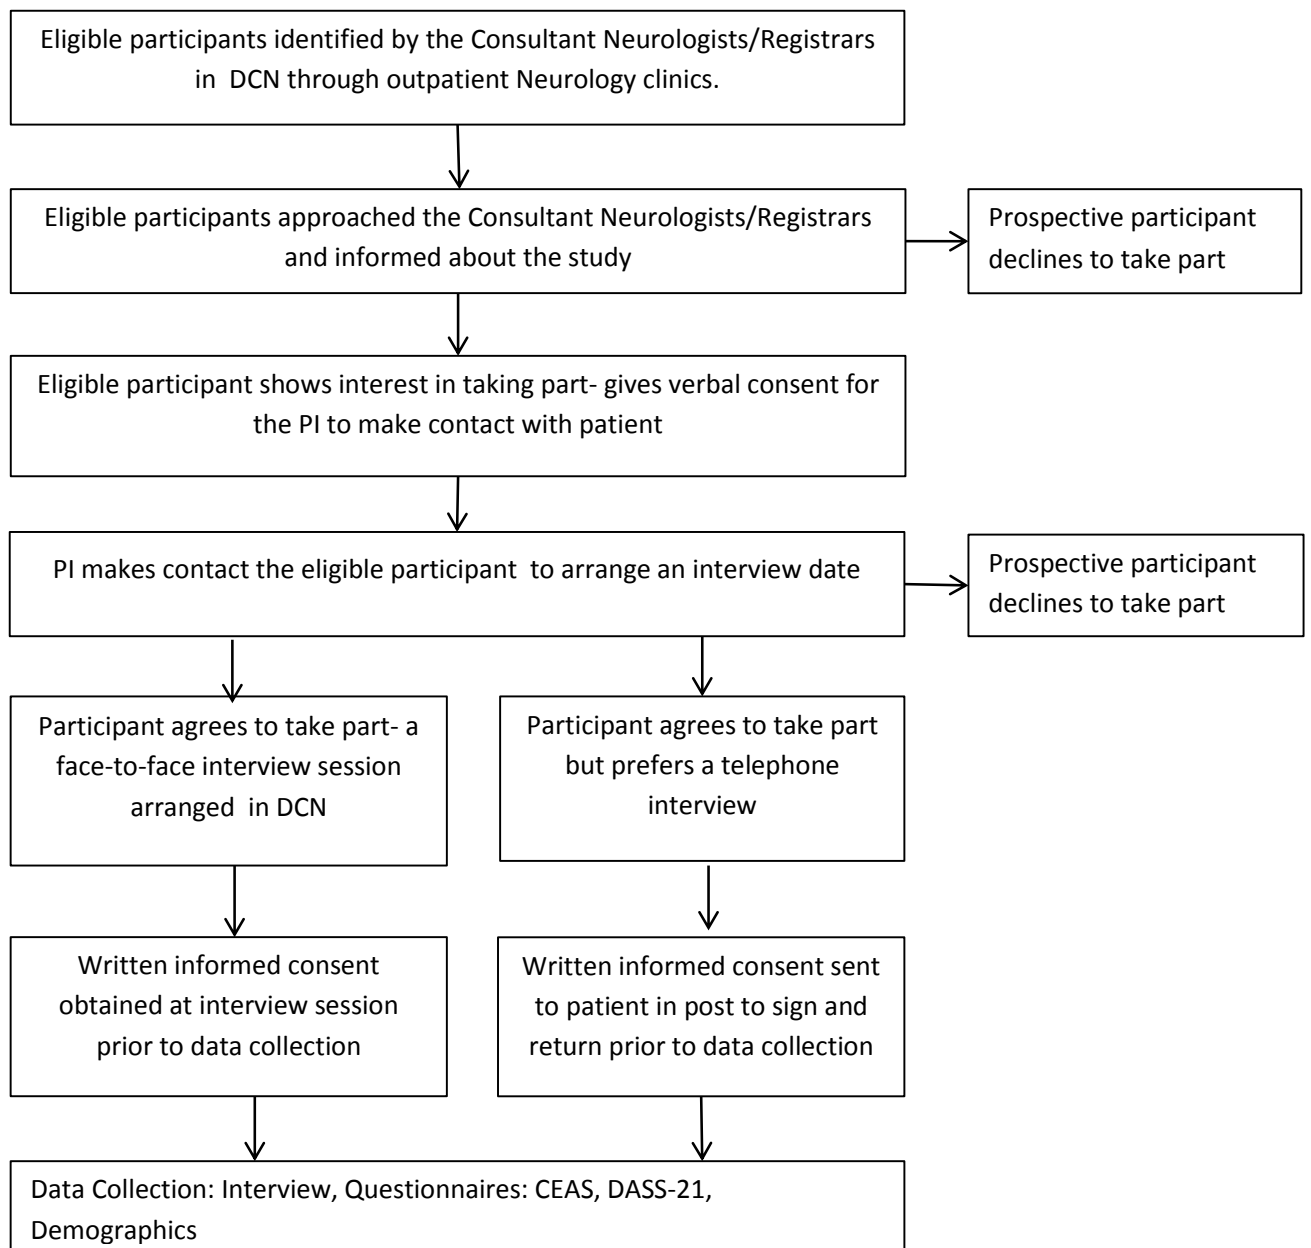 Eligible participants identified by the Consultant Neurologists/Registrars
in DCN through outpatient Neurology clinics.
Eligible participants approached the Consultant Neurologists/Registrars
and informed about the study
Prospective participant
declines to take part
Eligible participant shows interest in taking part- gives verbal consent for
the PI to make contact with patient
PI makes contact the eligible participant to arrange an interview date
Prospective participant
declines to take part
Participant agrees to take part- a
face-to-face interview session
arranged in DCN
Participant agrees to take part
but prefers a telephone
interview
Written informed consent
obtained at interview session
prior to data collection
Written informed consent sent
to patient in post to sign and
return prior to data collection
Data Collection: Interview, Questionnaires: CEAS, DASS-21,
Demographics